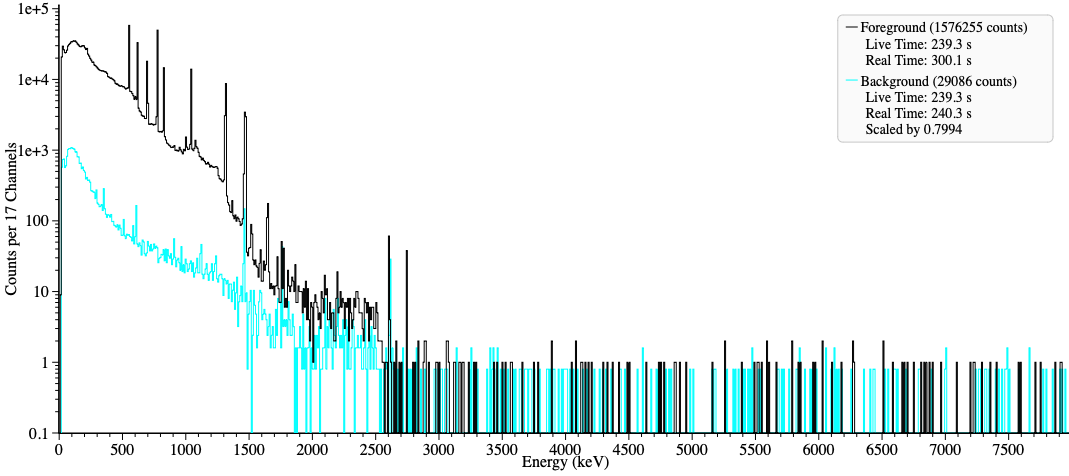 1e+5
1e+4
1e+3
100
10
1
0.1
Counts per 17 Channels
Foreground (1576255 counts)
Live Time: 239.3 s
Real Time: 300.1 s
Background (29086 counts)
Live Time: 239.3 s
Real Time: 240.3 s
Scaled by 0.7994
0 500 1000 1500 2000 2500 3000 3500 4000 4500 5000 5500 6000 6500 7000 7500
Energy (keV)